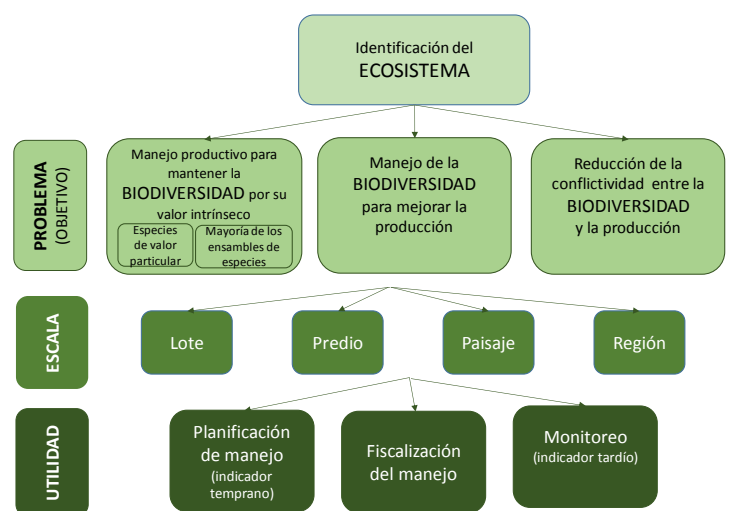 Identificación del
ECOSISTEMA
PROBLEMA
(OBJETIVO)
Manejo productivo para
mantener la
BIODIVERSIDAD por su
valor intrínseco
Especies
de valor
particular
Mayoría de los
ensambles de
especies
Manejo de la
BIODIVERSIDAD
para mejorar la
producción
Reducción de la
conflictividad entre la
BIODIVERSIDAD
y la producción
ESCALA
Lote
Predio
Paisaje
Región
UTILIDAD
Planificación
de manejo
(indicador
temprano)
Fiscalización
del manejo
Monitoreo
(indicador tardío)